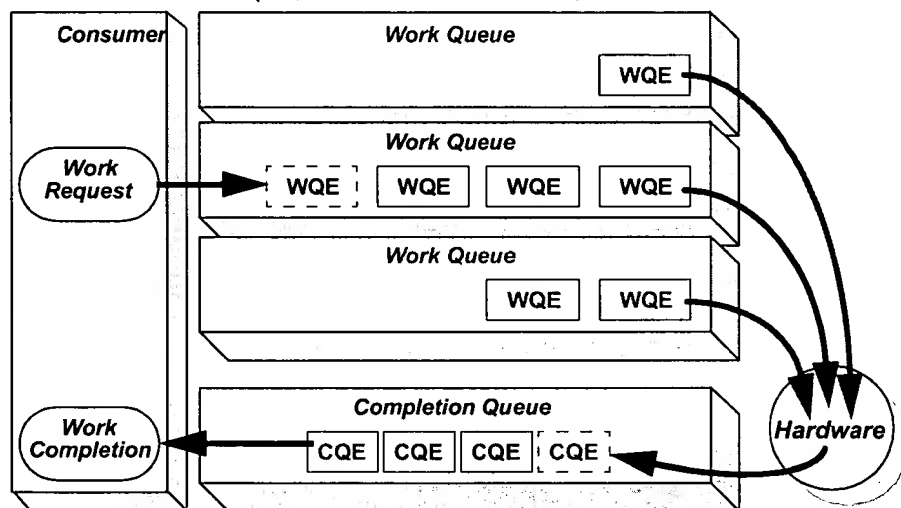 Consumer
Work Queue
WQE
Work Queue
Work
Request
WQE
WQE
WQE
WQE
Work Queue
WQE
WQE
Completion Queue
Work
Completion
CQE
CQE
CQE
CQE
Hardware